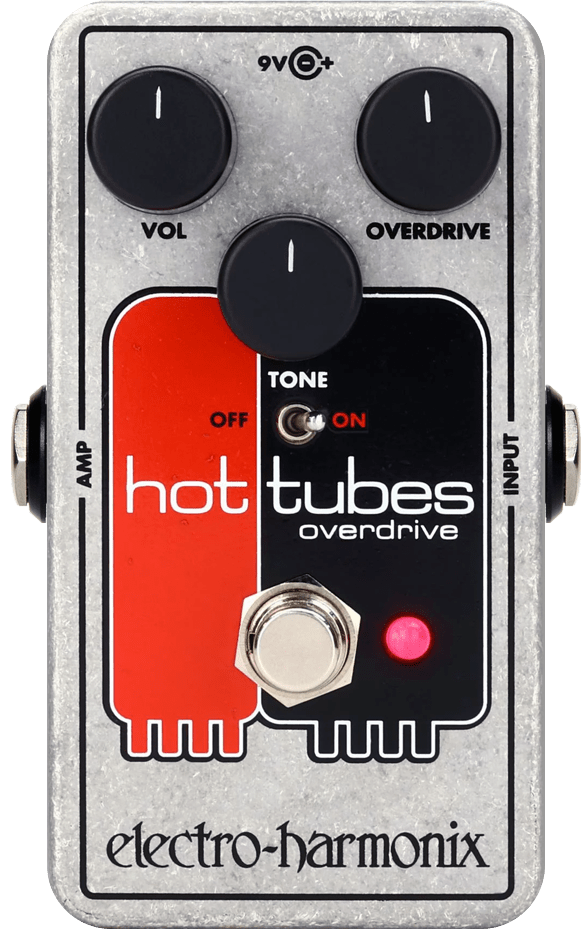 9V +
VOL
OVERDRIVE
TONE
OFF ON
AMP
INPUT
hot tubes
overdrive
electro-harmonix